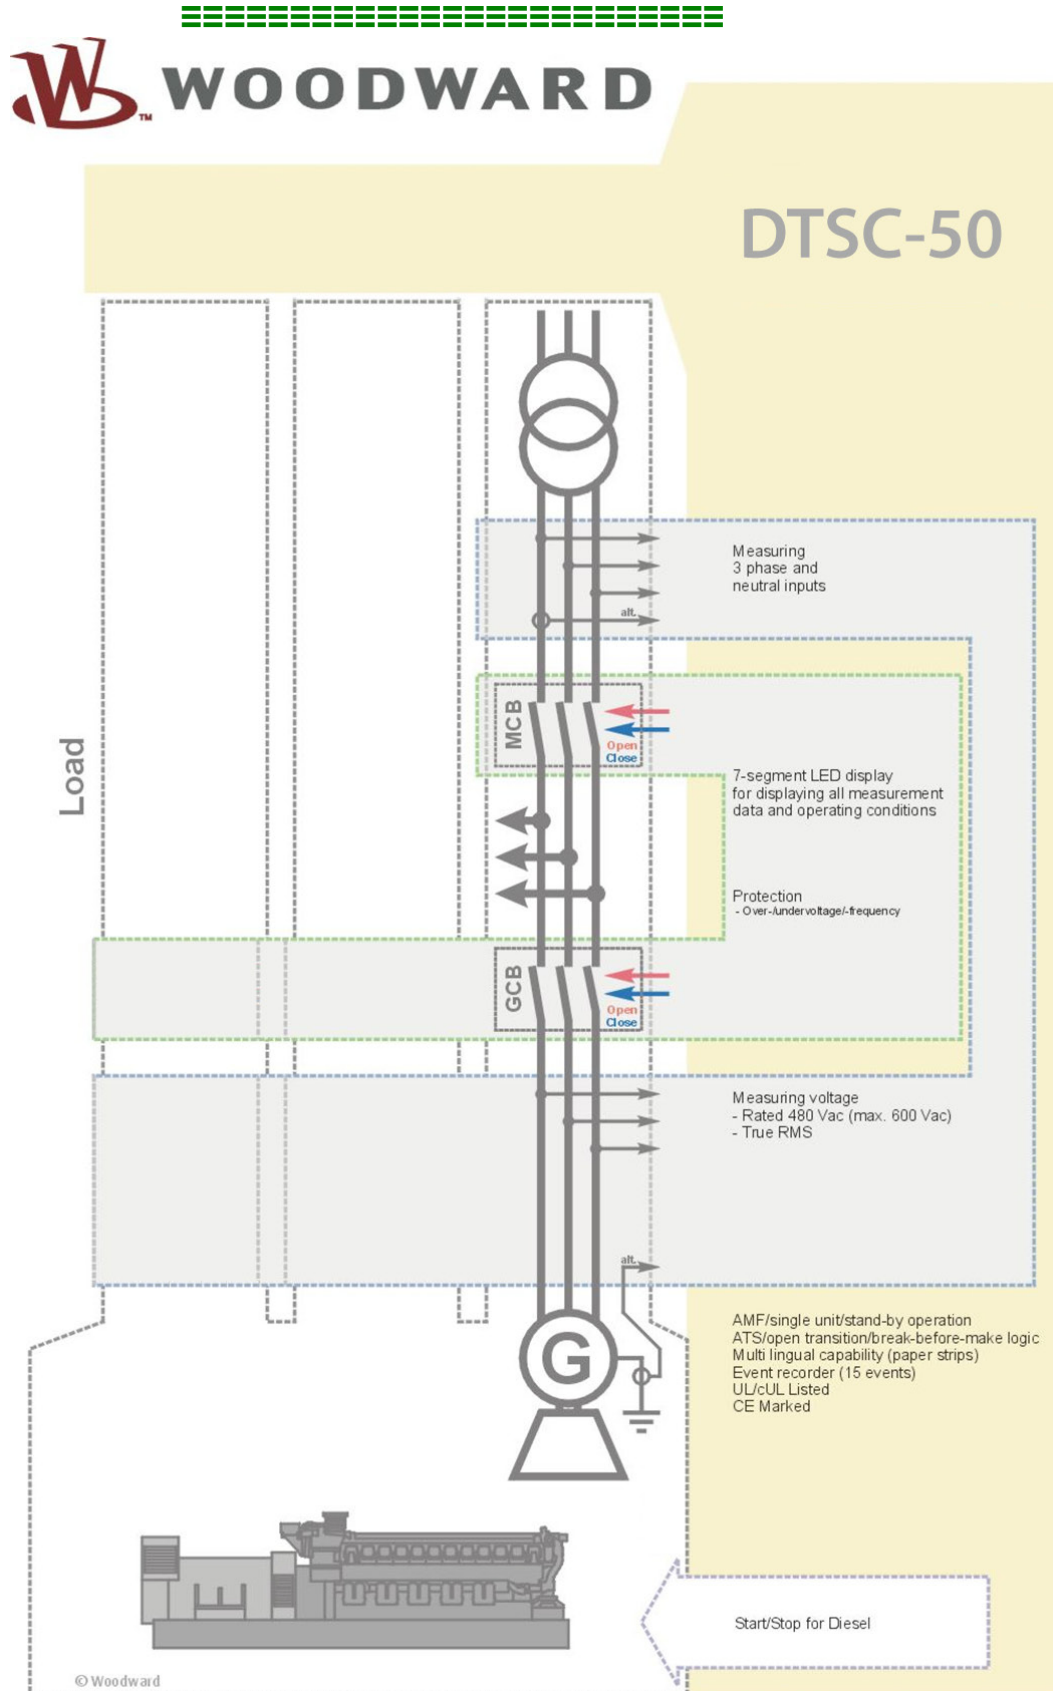 WOODWARD
TM
DTSC-50
Measuring
3 phase and
neutral inputs
alt.
MCB
Open
Close
Load
7-segment LED display
for displaying all measurement
data and operating conditions
Protection
- Over-/undervoltage/-frequency
GCB
Open
Close
Measuring voltage
- Rated 480 Vac (max. 600 Vac)
- True RMS
alt.
AMF/single unit/stand-by operation
ATS/open transition/break-before-make logic
Multi lingual capability (paper strips)
Event recorder (15 events)
UL/cUL Listed
CE Marked
G
Start/Stop for Diesel
© Woodward